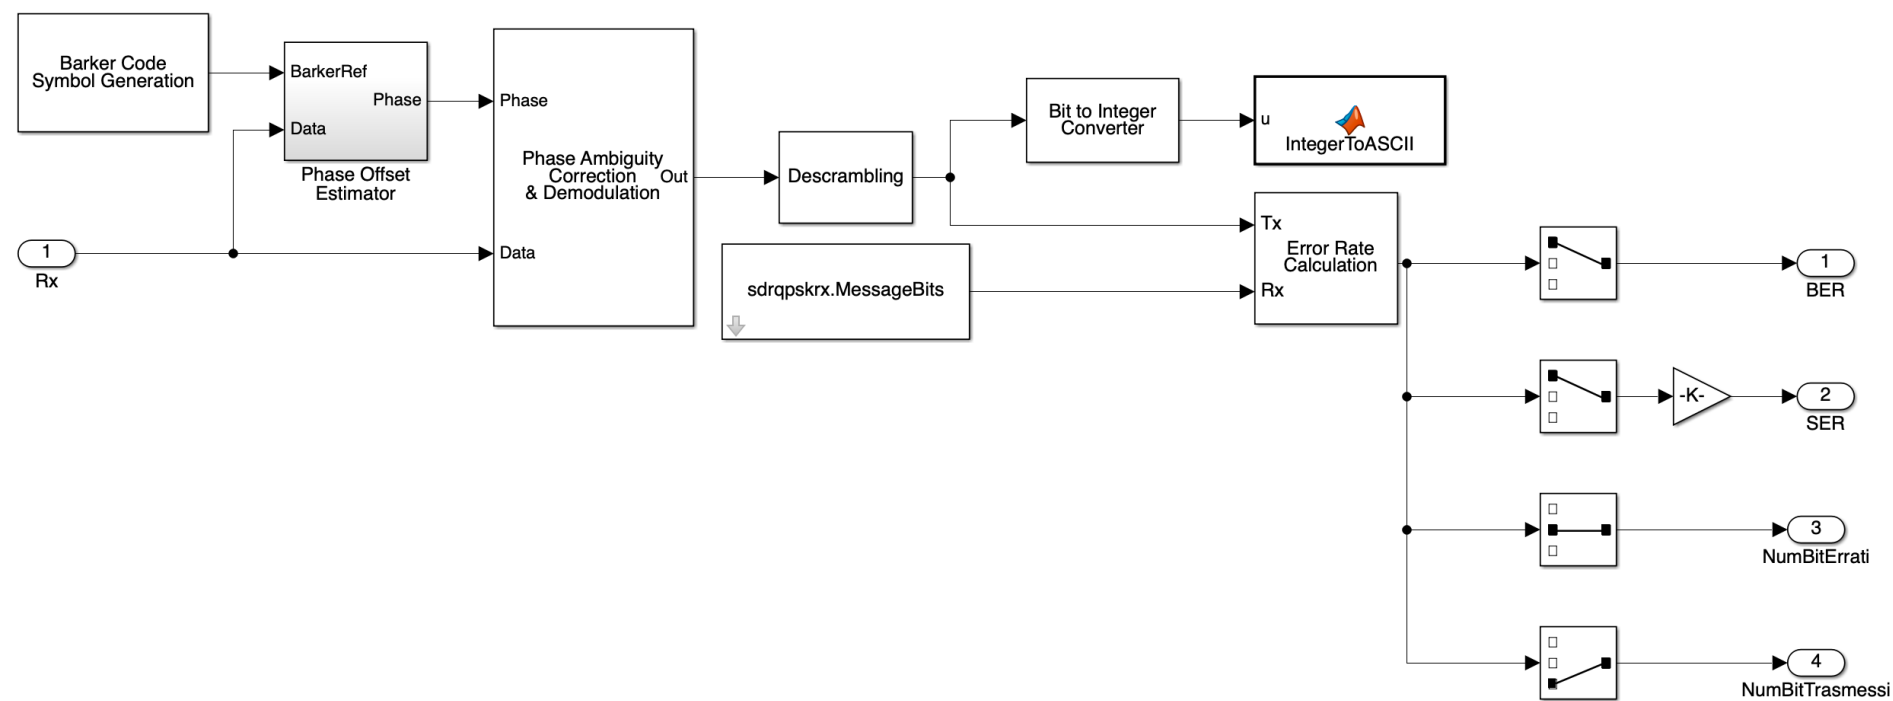 Barker Code
Symbol Generation
BarkerRef
Phase
Data
Phase Offset
Estimator
1
Rx
Phase
Phase Ambiguity
Correction
& Demodulation
Out
Data
Descrambling
Bit to Integer
Converter
u
IntegerToASCII
sdrqpskrx.MessageBits
Tx
Error Rate
Calculation
Rx
1
BER
-K-
2
SER
3
NumBitErrati
4
NumBitTrasmessi